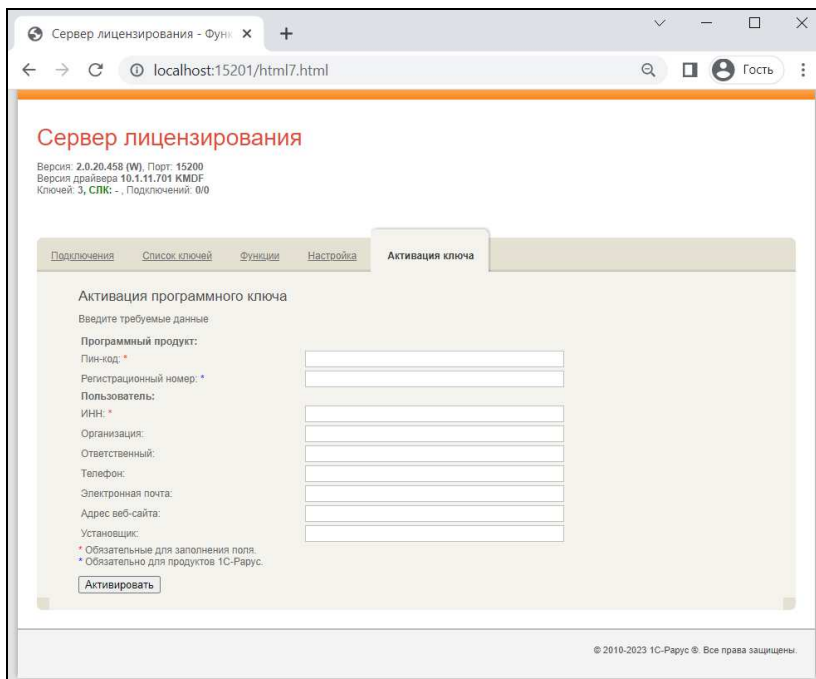 Сервер лицензирования - Функ
localhost:15201/html7.html
Гость
Сервер лицензирования
Версия: 2.0.20.458 (W), Порт: 15200
Версия драйвера 10.1.11.701 KMDF
Ключей: 3, СЛК: - , Подключений: 0/0
Подключения Список ключей Функции Настройка Активация ключа
Активация программного ключа
Введите требуемые данные
Программный продукт:
Пин-код: *
Регистрационный номер: *
Пользователь:
ИНН: *
Организация:
Ответственный:
Телефон:
Электронная почта:
Адрес веб-сайта:
Установщик:
* Обязательные для заполнения поля.
* Обязательно для продуктов 1С-Рарус.
Активировать
© 2010-2023 1С-Рарус ®. Все права защищены.